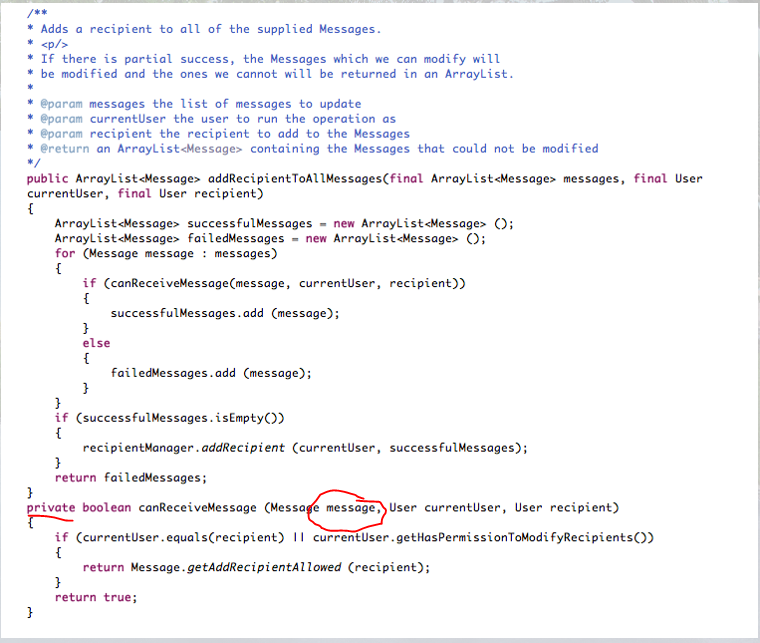 /**
* Adds a recipient to all of the supplied Messages.
* <p/>
* If there is partial success, the Messages which we can modify will
* be modified and the ones we cannot will be returned in an ArrayList.
*
* @param messages the list of messages to update
* @param currentUser the user to run the operation as
* @param recipient the recipient to add to the Messages
* @return an ArrayList<Message> containing the Messages that could not be modified
*/
public ArrayList<Message> addRecipientToAllMessages(final ArrayList<Message> messages, final User
currentUser, final User recipient)
{
    ArrayList<Message> successfulMessages = new ArrayList<Message> ();
    ArrayList<Message> failedMessages = new ArrayList<Message> ();
    for (Message message : messages)
    {
        if (canReceiveMessage(message, currentUser, recipient))
        {
            successfulMessages.add (message);
        }
        else
        {
            failedMessages.add (message);
        }
    }
    if (successfulMessages.isEmpty())
    {
        recipientManager.addRecipient (currentUser, successfulMessages);
    }
    return failedMessages;
}
private boolean canReceiveMessage (Message message, User currentUser, User recipient)
{
    if (currentUser.equals(recipient) || currentUser.getHasPermissionToModifyRecipients())
    {
        return Message.getAddRecipientAllowed (recipient);
    }
    return true;
}